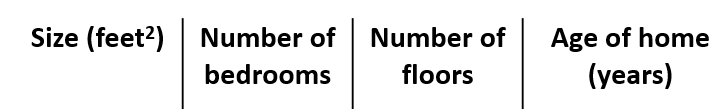 Size (feet²)
Number of
bedrooms
Number of
floors
Age of home
(years)